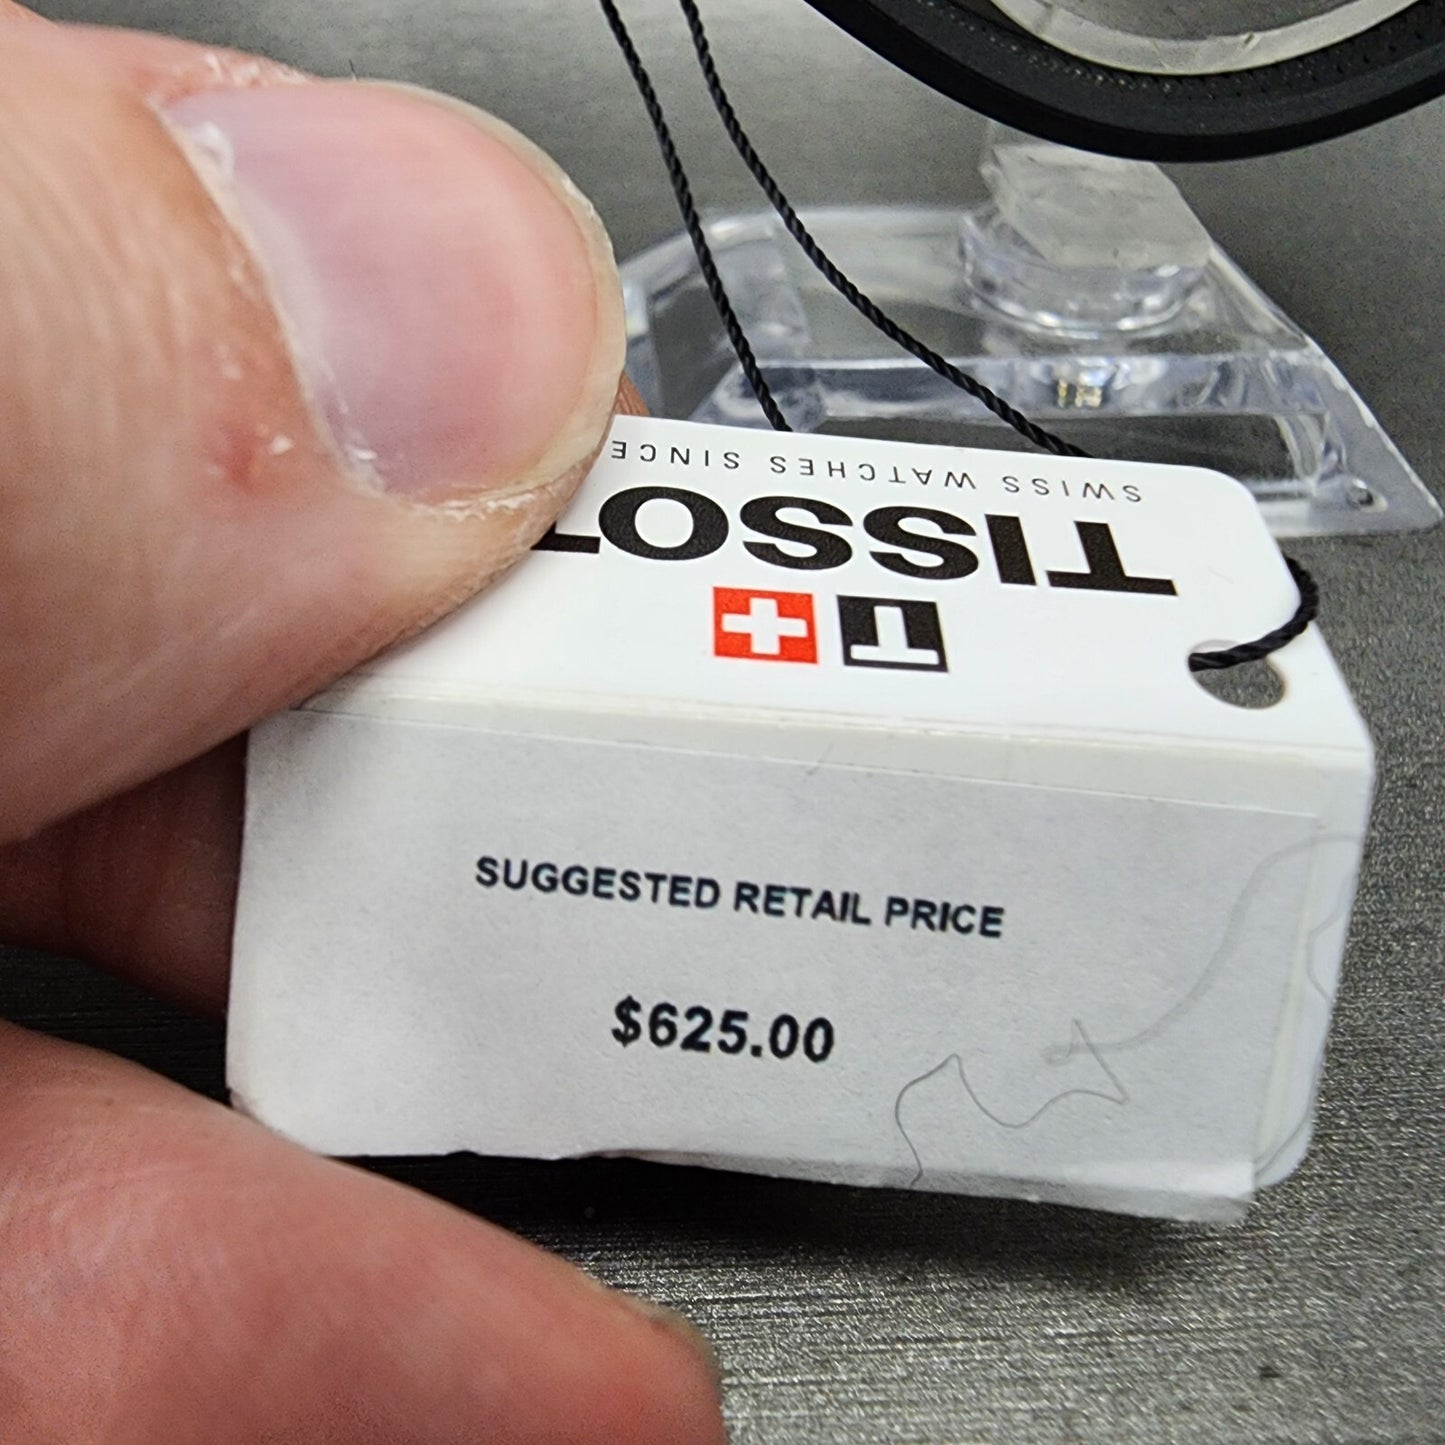 TISSOT
SWISS WATCHES SINCE
SUGGESTED RETAIL PRICE
$625.00